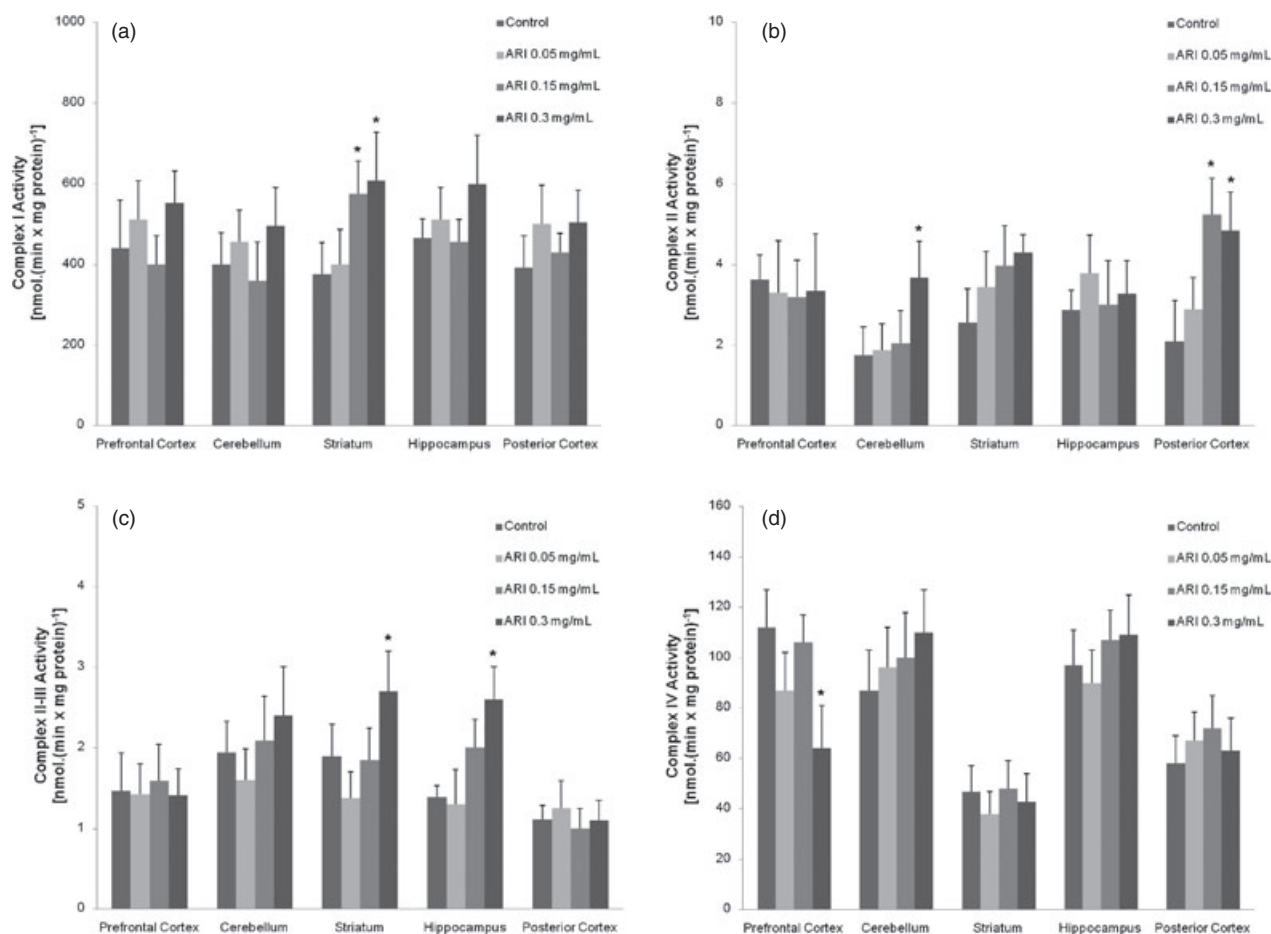 (a)
Complex I Activity
[nmol.(min x mg protein)⁻¹]
1000
800
600
400
200
0
Control
ARI 0.05 mg/mL
ARI 0.15 mg/mL
ARI 0.3 mg/mL
*
*
Prefrontal Cortex Cerebellum Striatum Hippocampus Posterior Cortex
(b)
Complex II Activity
[nmol.(min x mg protein)⁻¹]
10
8
6
4
2
0
Control
ARI 0.05 mg/mL
ARI 0.15 mg/mL
ARI 0.3 mg/mL
*
*
*
Prefrontal Cortex Cerebellum Striatum Hippocampus Posterior Cortex
(c)
Complex II-III Activity
[nmol.(min x mg protein)⁻¹]
5
4
3
2
1
0
Control
ARI 0.05 mg/mL
ARI 0.15 mg/mL
ARI 0.3 mg/mL
*
*
Prefrontal Cortex Cerebellum Striatum Hippocampus Posterior Cortex
(d)
Complex IV Activity
[nmol.(min x mg protein)⁻¹]
160
140
120
100
80
60
40
20
0
Control
ARI 0.05 mg/mL
ARI 0.15 mg/mL
ARI 0.3 mg/mL
*
Prefrontal Cortex Cerebellum Striatum Hippocampus Posterior Cortex